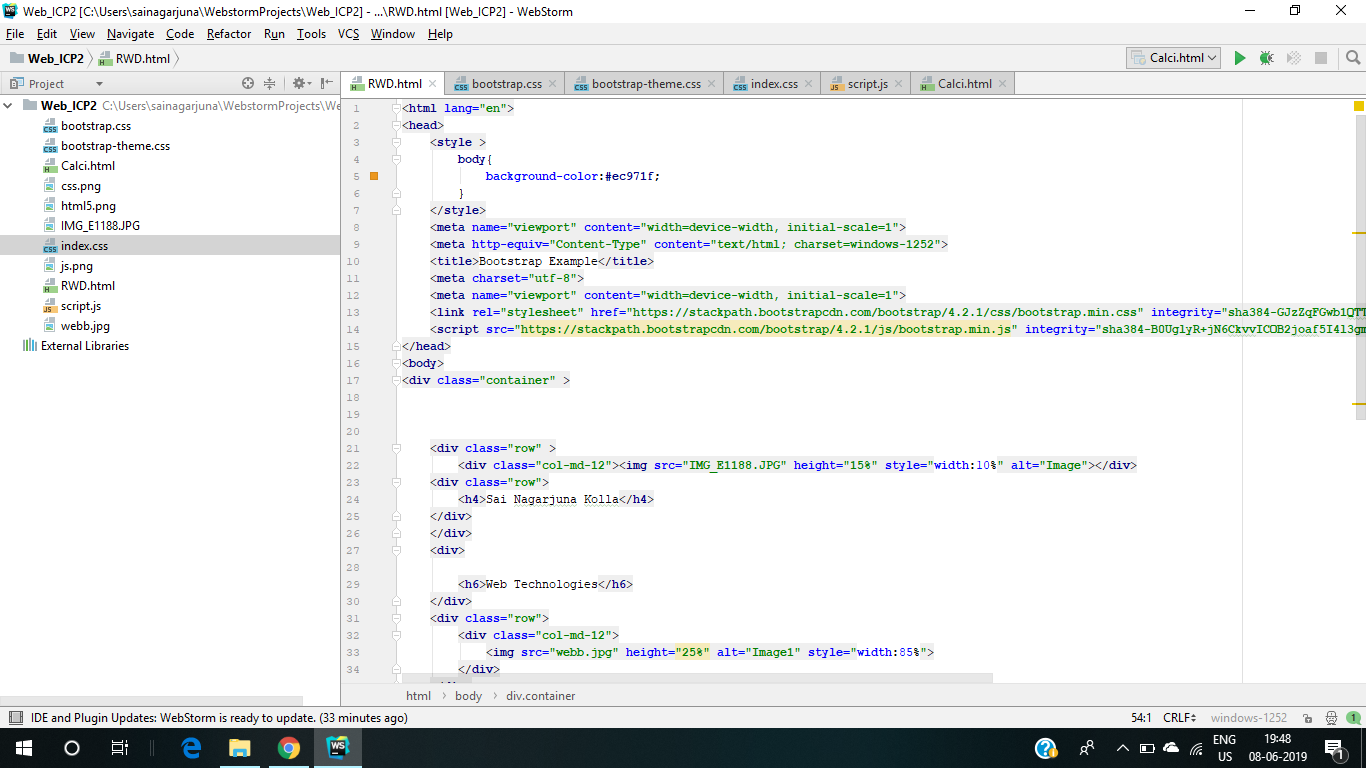 Web_ICP2 [C:\Users\sainagarjuna\WebstormProjects\Web_ICP2] - ...\RWD.html [Web_ICP2] - WebStorm
File Edit View Navigate Code Refactor Run Tools VCS Window Help
Web_ICP2 RWD.html Calci.html
Project
RWD.html bootstrap.css bootstrap-theme.css index.css script.js Calci.html
Web_ICP2 C:\Users\sainagarjuna\WebstormProjects\We
bootstrap.css
bootstrap-theme.css
Calci.html
css.png
html5.png
IMG_E1188.JPG
index.css
js.png
RWD.html
script.js
webb.jpg
External Libraries
1 <html lang="en">
2 <head>
3 <style >
4 body{
5 background-color:#ec971f;
6 }
7 </style>
8 <meta name="viewport" content="width=device-width, initial-scale=1">
9 <meta http-equiv="Content-Type" content="text/html; charset=windows-1252">
10 <title>Bootstrap Example</title>
11 <meta charset="utf-8">
12 <meta name="viewport" content="width=device-width, initial-scale=1">
13 <link rel="stylesheet" href="https://stackpath.bootstrapcdn.com/bootstrap/4.2.1/css/bootstrap.min.css" integrity="sha384-GJzZqFGwb1QTT
14 <script src="https://stackpath.bootstrapcdn.com/bootstrap/4.2.1/js/bootstrap.min.js" integrity="sha384-B0UglyR+jN6CkvvICOB2joaf5I4l3gm
15 </head>
16 <body>
17 <div class="container" >
18
19
20
21 <div class="row" >
22 <div class="col-md-12"><img src="IMG_E1188.JPG" height="15%" style="width:10%" alt="Image"></div>
23 <div class="row">
24 <h4>Sai Nagarjuna Kolla</h4>
25 </div>
26 </div>
27 <div>
28
29 <h6>Web Technologies</h6>
30 </div>
31 <div class="row">
32 <div class="col-md-12">
33 <img src="webb.jpg" height="25%" alt="Image1" style="width:85%">
34 </div>
html body div.container
IDE and Plugin Updates: WebStorm is ready to update. (33 minutes ago) 54:1 CRLF windows-1252 1
ENG
US
19:48
08-06-2019
1